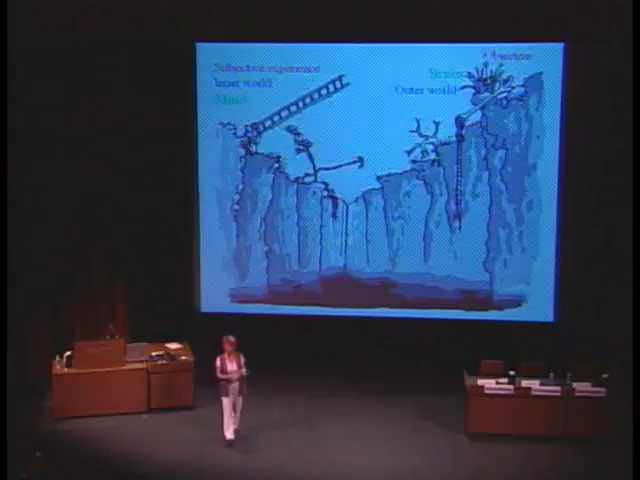 Subjective experience
Inner world
Mind
Objective
Brain
Outer world